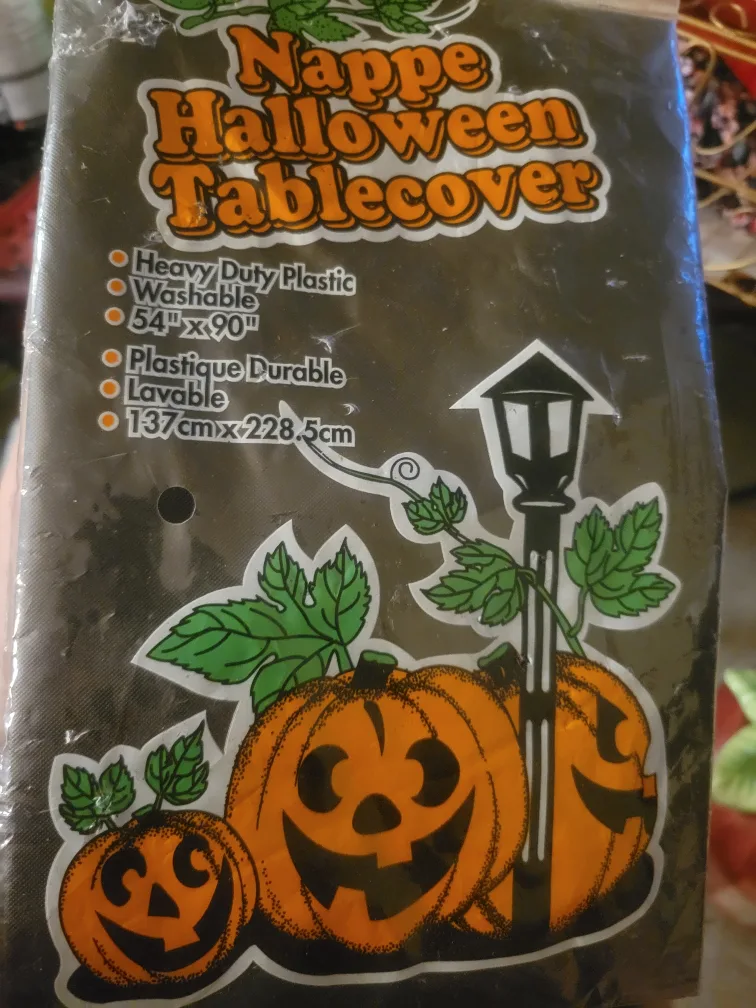 Nappe
Halloween
Tablecover
Heavy Duty Plastic
Washable
54" x 90"
Plastique Durable
Lavable
137cm x 228.5cm